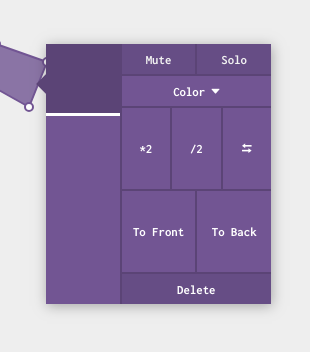 Mute Solo
Color
*2 /2
To Front To Back
Delete